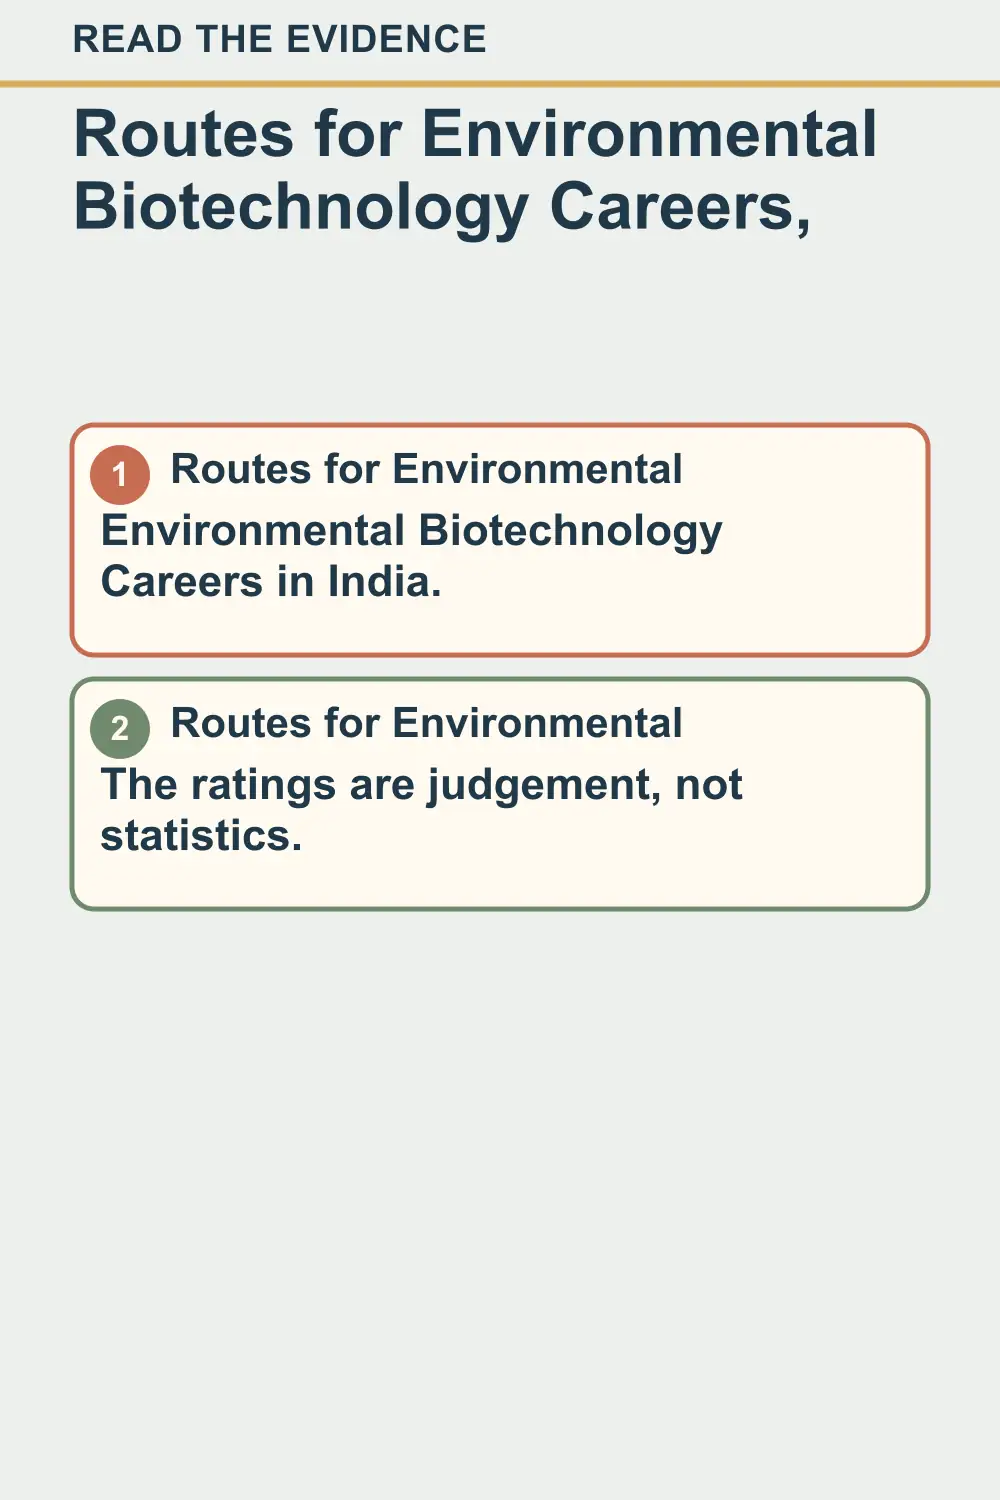 READ THE EVIDENCE
Routes for Environmental
Biotechnology Careers,
1 Routes for Environmental
Environmental Biotechnology
Careers in India.
2 Routes for Environmental
The ratings are judgement, not
statistics.